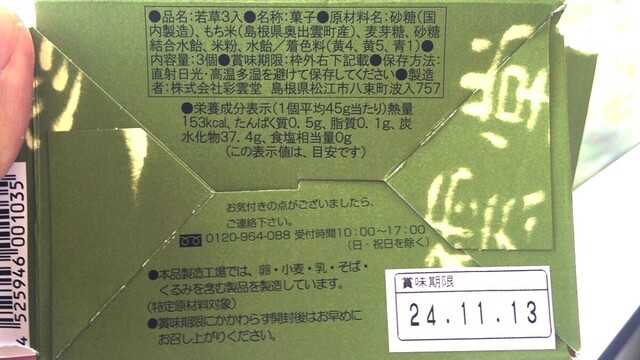 ●品名:若草3入●名称:菓子●原材料名:砂糖(国
内製造)、もち米(島根県奥出雲町産)、麦芽糖、砂糖
結合水飴、米粉、水飴/着色料(黄4、黄5、青1)●
内容量:3個●賞味期限:枠外右下記載●保存方法:
直射日光・高温多湿を避けて保存してください●製造
者:株式会社彩雲堂 島根県松江市八束町波入757
●栄養成分表示(1個平均45g当たり)熱量
153kcal、たんぱく質0.5g、脂質0.1g、炭
水化物37.4g、食塩相当量0g
(この表示値は、目安です)
お気付きの点がございましたら、
ご連絡下さい。
0120-964-088 受付時間10:00~17:00
(日・祝日を除く)
●本品製造工場では、卵・小麦・乳・そば・
くるみを含む製品を製造しています。
(特定原材料対象)
●賞味期限にかかわらず開封後はお早めに
お召し上がりください。
賞味期限
24.11.13
4 525946 001035